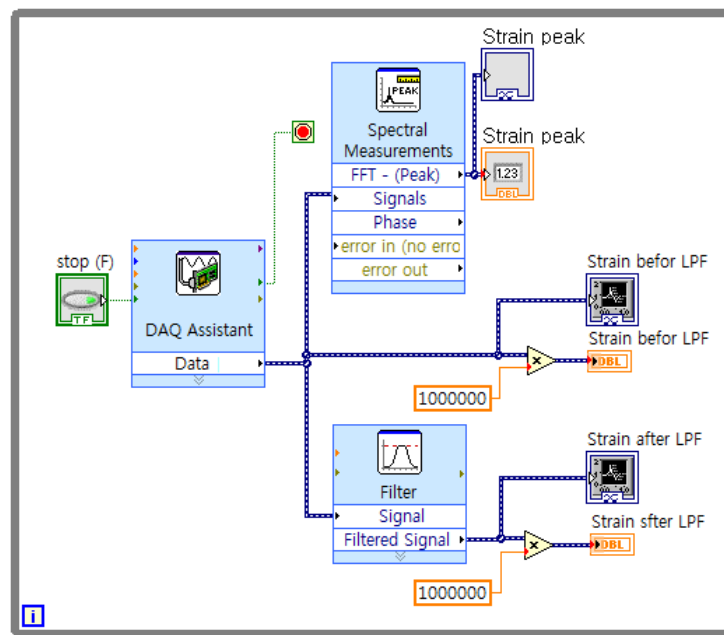 Strain peak
PEAK
Spectral
Measurements
FFT - (Peak)
Signals
Phase
error in (no erro
error out
Strain peak
1.23
DBL
stop (F)
TF
DAQ Assistant
Data
Strain befor LPF
Strain befor LPF
DBL
x
1000000
Filter
Signal
Filtered Signal
Strain after LPF
Strain sfter LPF
DBL
x
1000000
i